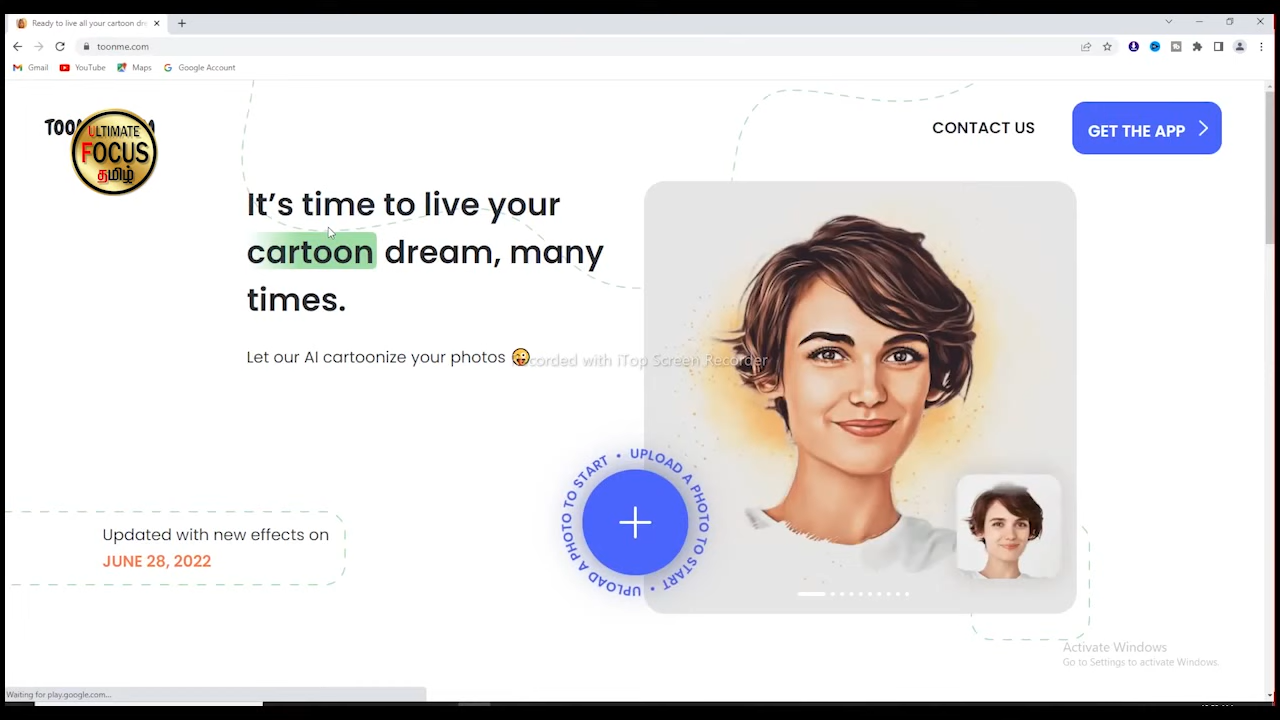 Ready to live all your cartoon dre
toonme.com
Gmail
YouTube
Maps
Google Account
ULTIMATE
FOCUS
தமிழ்
CONTACT US
GET THE APP
It's time to live your
cartoon dream, many
times.
Let our AI cartoonize your photos 😜
Recorded with iTop Screen Recorder
UPLOAD A PHOTO TO START • UPLOAD A PHOTO TO START •
Updated with new effects on
JUNE 28, 2022
Activate Windows
Go to Settings to activate Windows.
Waiting for play.google.com...